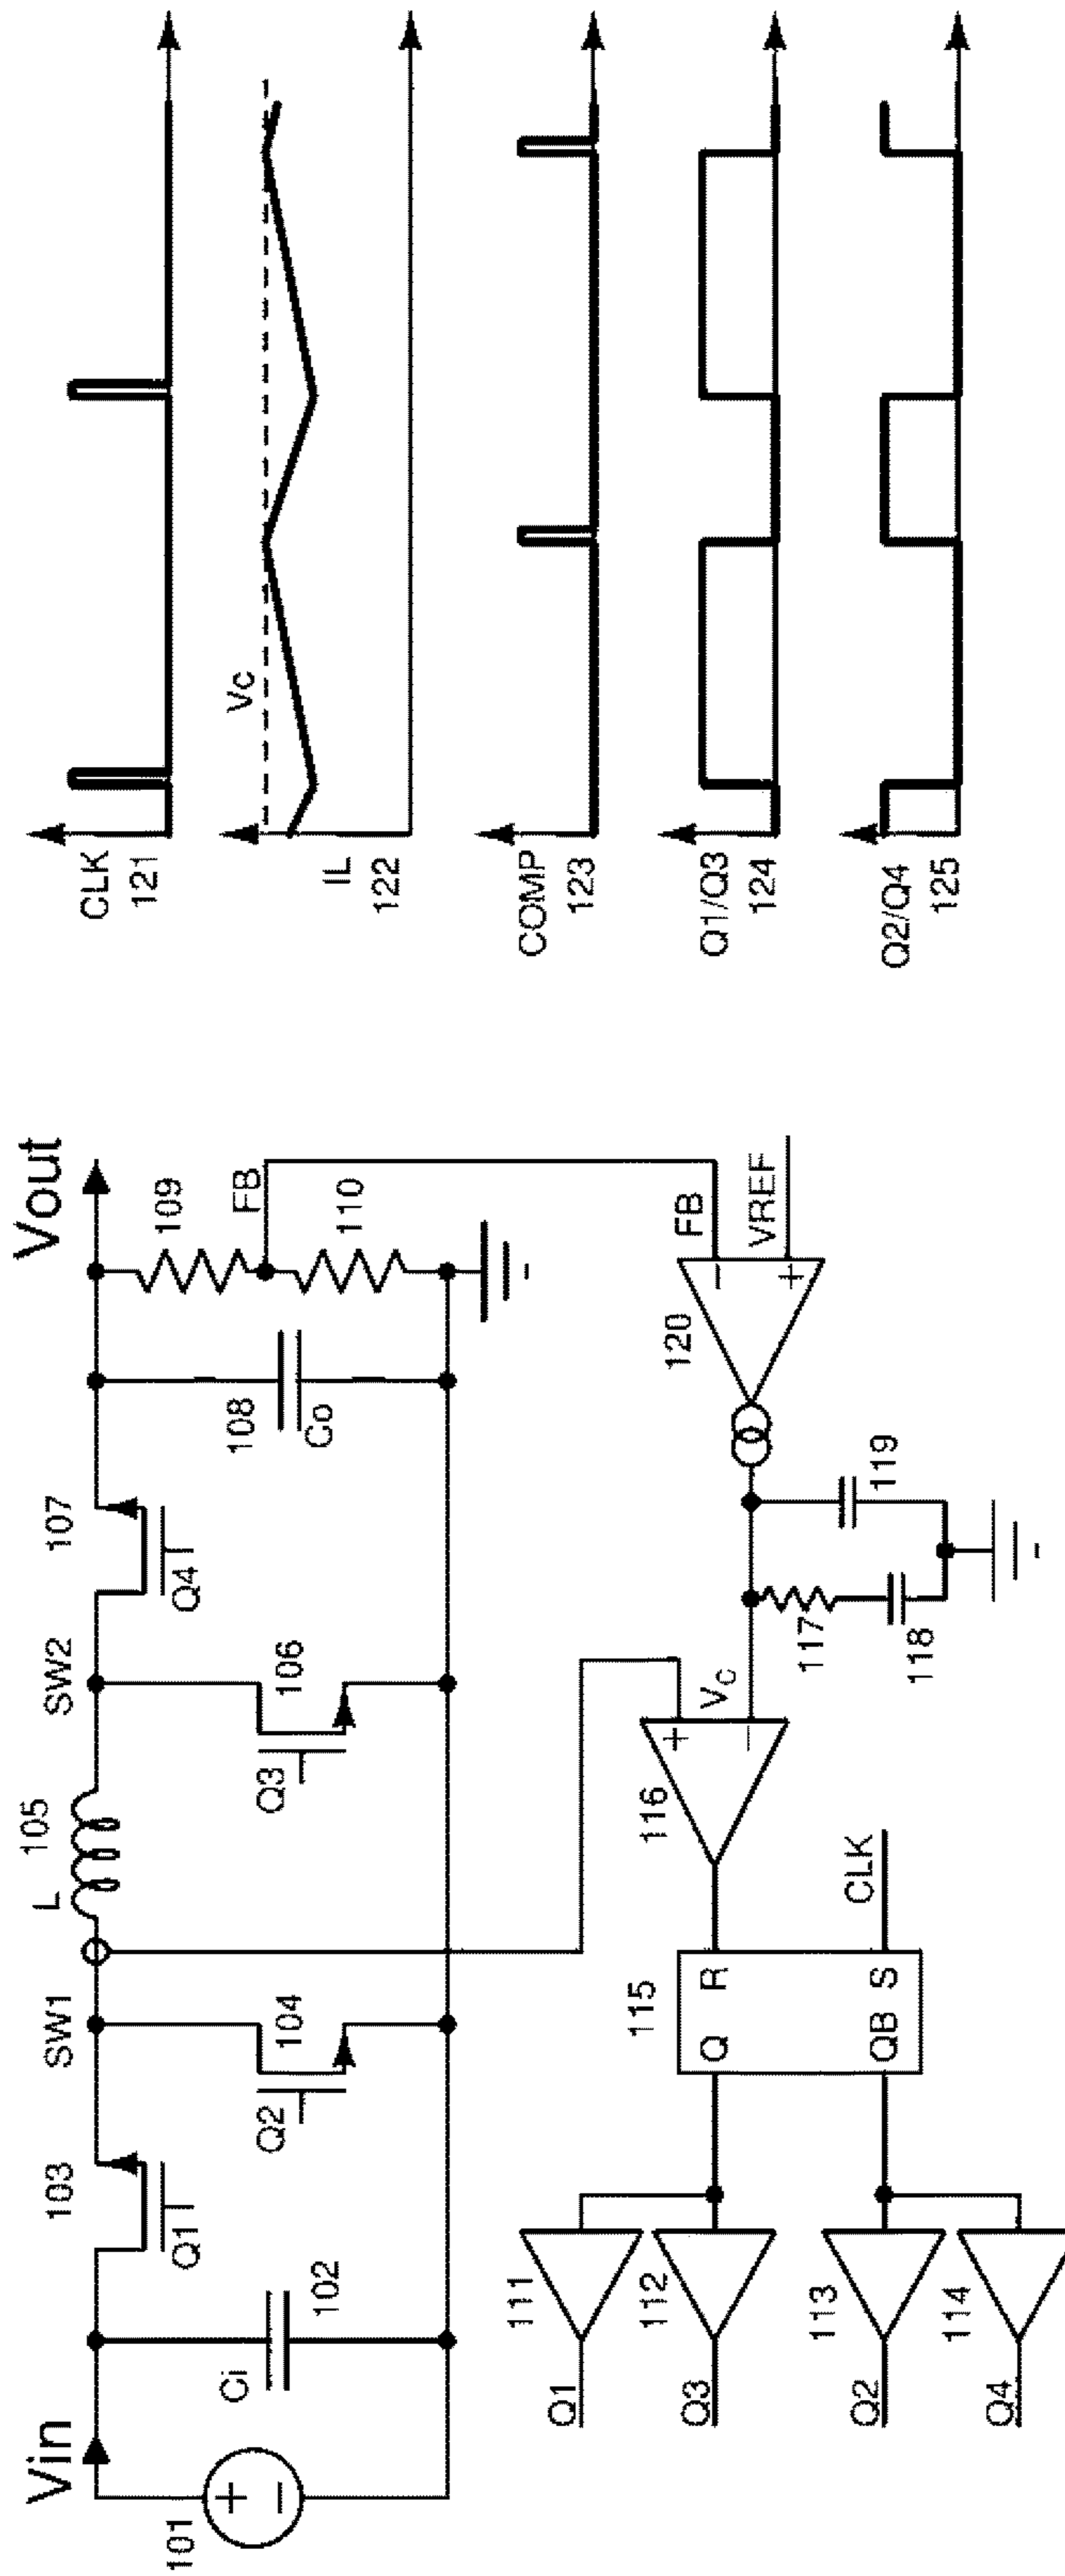 Vin
101
Ci
102
103
Q1
SW1
Q2
104
L
105
SW2
Q3
106
107
Q4
108
Co
Vout
109
FB
110
+
−
-
Q1
111
Q3
112
Q2
113
Q4
114
115
Q R
QB S
CLK
116
+
−
Vc
117
118
119
-
120
FB
−
+
VREF
CLK
121
Vc
IL
122
COMP
123
Q1/Q3
124
Q2/Q4
125